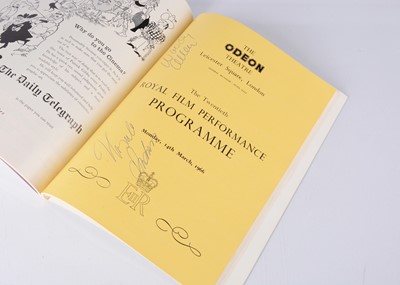 Why do you go
to the Cinema?
The Daily Telegraph
THE
ODEON
THEATRE
Leicester Square, London
The Twentieth
ROYAL FILM PERFORMANCE
PROGRAMME
Monday, 14th March, 1966
EIIR